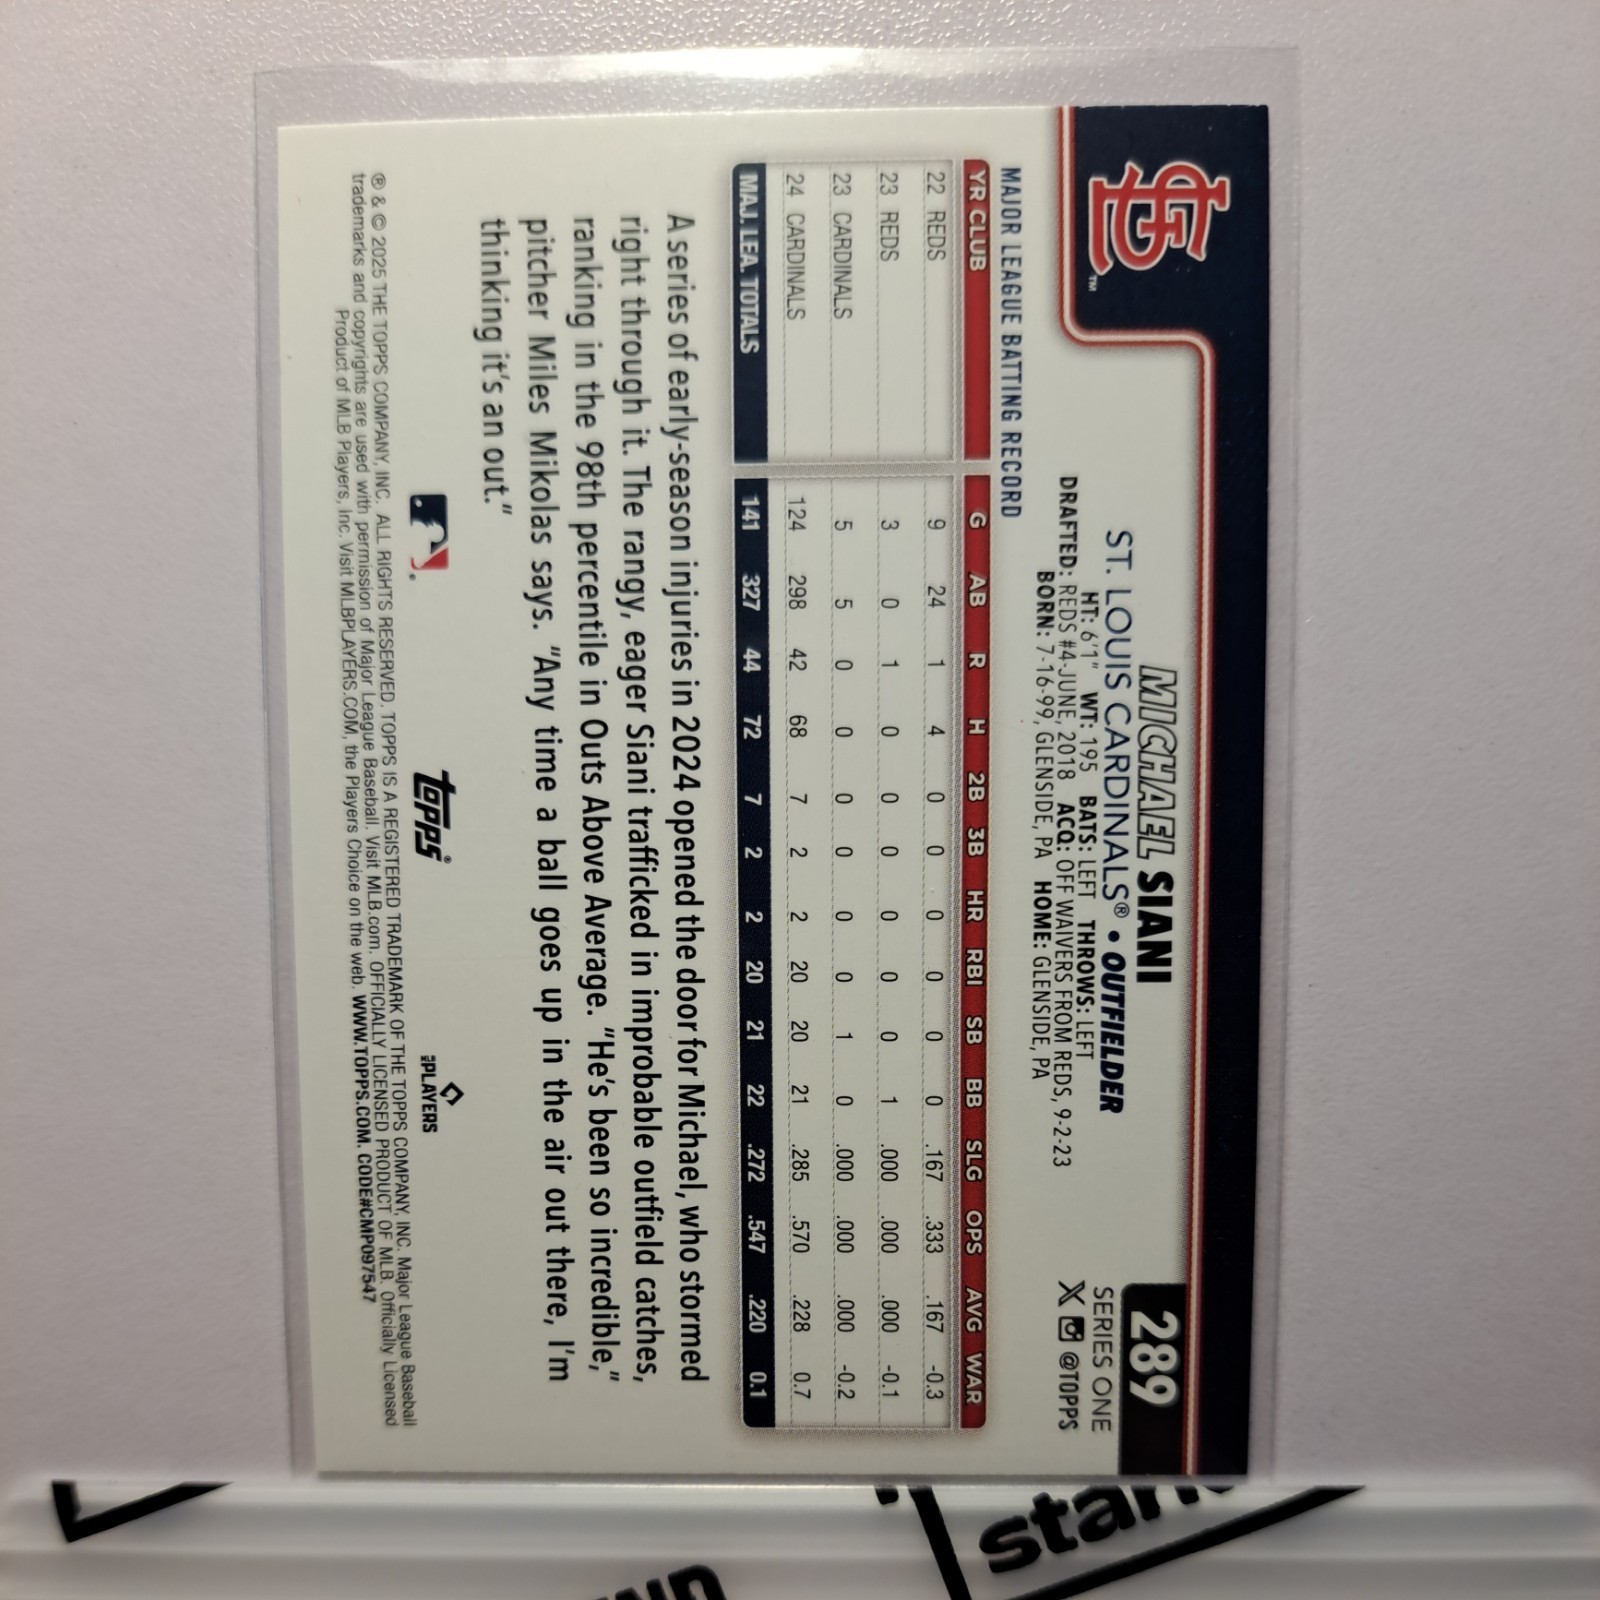 STL™
289
MICHAEL SIANI
SERIES ONE
ST. LOUIS CARDINALS® • OUTFIELDER
@TOPPS
HT: 6'1" WT: 195 BATS: LEFT THROWS: LEFT
DRAFTED: REDS #4-JUNE, 2018 ACQ: OFF WAIVERS FROM REDS, 9-2-23
BORN: 7-16-99, GLENSIDE, PA HOME: GLENSIDE, PA
MAJOR LEAGUE BATTING RECORD
YR CLUB G AB R H 2B 3B HR RBI SB BB SLG OPS AVG WAR
22 REDS 9 24 1 4 0 0 0 0 0 0 .167 .333 .167 -0.3
23 REDS 3 0 1 0 0 0 0 0 0 1 .000 .000 .000 -0.1
23 CARDINALS 5 5 0 0 0 0 0 0 1 0 .000 .000 .000 -0.2
24 CARDINALS 124 298 42 68 7 2 2 20 20 21 .285 .570 .228 0.7
MAJ. LEA. TOTALS 141 327 44 72 7 2 2 20 21 22 .272 .547 .220 0.1
A series of early-season injuries in 2024 opened the door for Michael, who stormed
right through it. The rangy, eager Siani trafficked in improbable outfield catches,
ranking in the 98th percentile in Outs Above Average. "He's been so incredible,"
pitcher Miles Mikolas says. "Any time a ball goes up in the air out there, I'm
thinking it's an out."
topps®
MLB PLAYERS
® & © 2025 THE TOPPS COMPANY, INC. ALL RIGHTS RESERVED. TOPPS IS A REGISTERED TRADEMARK OF THE TOPPS COMPANY, INC. Major League Baseball
trademarks and copyrights are used with permission of Major League Baseball. Visit MLB.com. OFFICIALLY LICENSED PRODUCT OF MLB. Officially Licensed
Product of MLB Players, Inc. Visit MLBPLAYERS.COM, the Players Choice on the web. WWW.TOPPS.COM. CODE#CMP097547